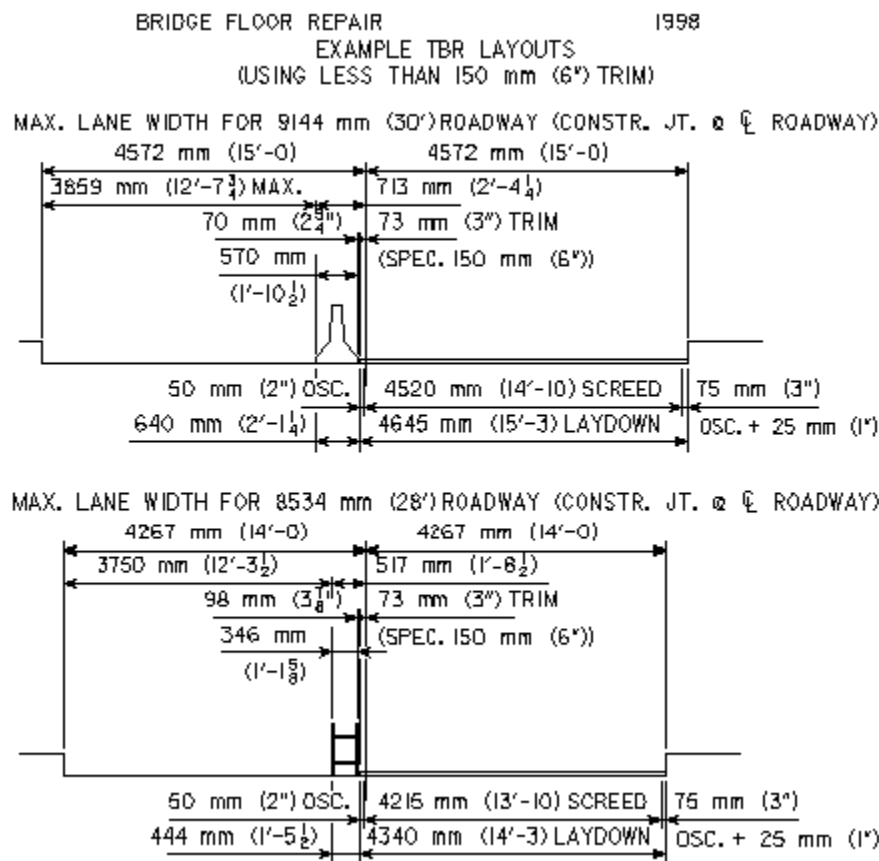 BRIDGE FLOOR REPAIR 1998
EXAMPLE TBR LAYOUTS
(USING LESS THAN 150 mm (6") TRIM)
MAX. LANE WIDTH FOR 9144 mm (30') ROADWAY (CONSTR. JT. @ ℄ ROADWAY)
4572 mm (15'-0) 4572 mm (15'-0)
3859 mm (12'-7¾) MAX. 713 mm (2'-4¼)
70 mm (2¾") 73 mm (3") TRIM
570 mm (SPEC. 150 mm (6"))
(1'-10½)
50 mm (2") OSC. 4520 mm (14'-10) SCREED 75 mm (3")
640 mm (2'-1¼) 4645 mm (15'-3) LAYDOWN OSC. + 25 mm (1")
MAX. LANE WIDTH FOR 8534 mm (28') ROADWAY (CONSTR. JT. @ ℄ ROADWAY)
4267 mm (14'-0) 4267 mm (14'-0)
3750 mm (12'-3½) 517 mm (1'-8½)
98 mm (3⅞") 73 mm (3") TRIM
346 mm (SPEC. 150 mm (6"))
(1'-1⅝)
50 mm (2") OSC. 4215 mm (13'-10) SCREED 75 mm (3")
444 mm (1'-5½) 4340 mm (14'-3) LAYDOWN OSC. + 25 mm (1")